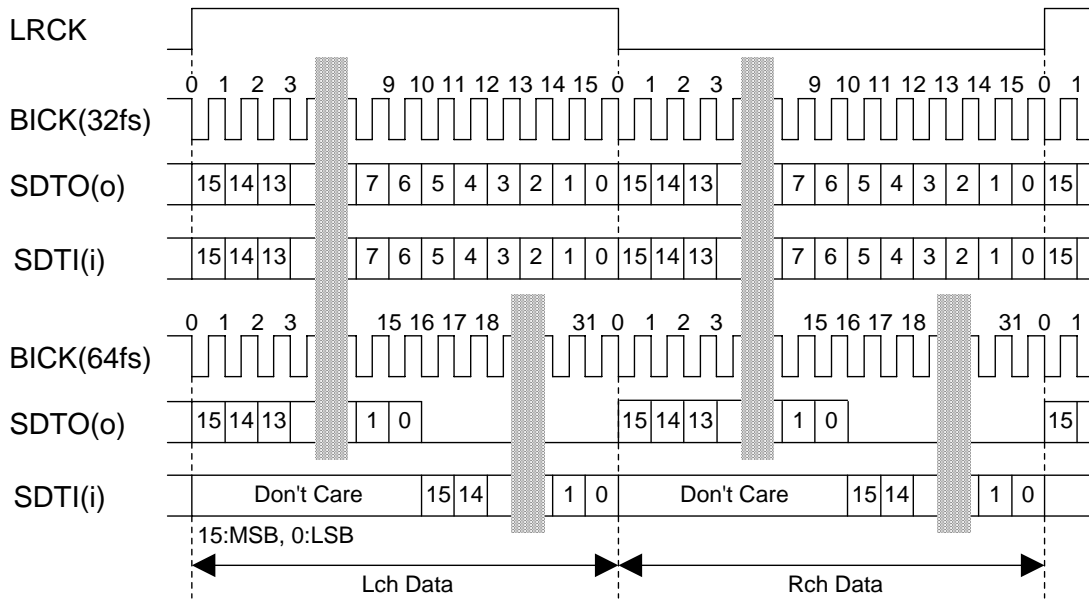 LRCK
0 1 2 3 9 10 11 12 13 14 15 0 1 2 3 9 10 11 12 13 14 15 0 1
BICK(32fs)
SDTO(o) 15 14 13 7 6 5 4 3 2 1 0 15 14 13 7 6 5 4 3 2 1 0 15
SDTI(i) 15 14 13 7 6 5 4 3 2 1 0 15 14 13 7 6 5 4 3 2 1 0 15
0 1 2 3 15 16 17 18 31 0 1 2 3 15 16 17 18 31 0 1
BICK(64fs)
SDTO(o) 15 14 13 1 0 15 14 13 1 0 15
SDTI(i) Don't Care 15 14 1 0 Don't Care 15 14 1 0
15:MSB, 0:LSB
Lch Data Rch Data